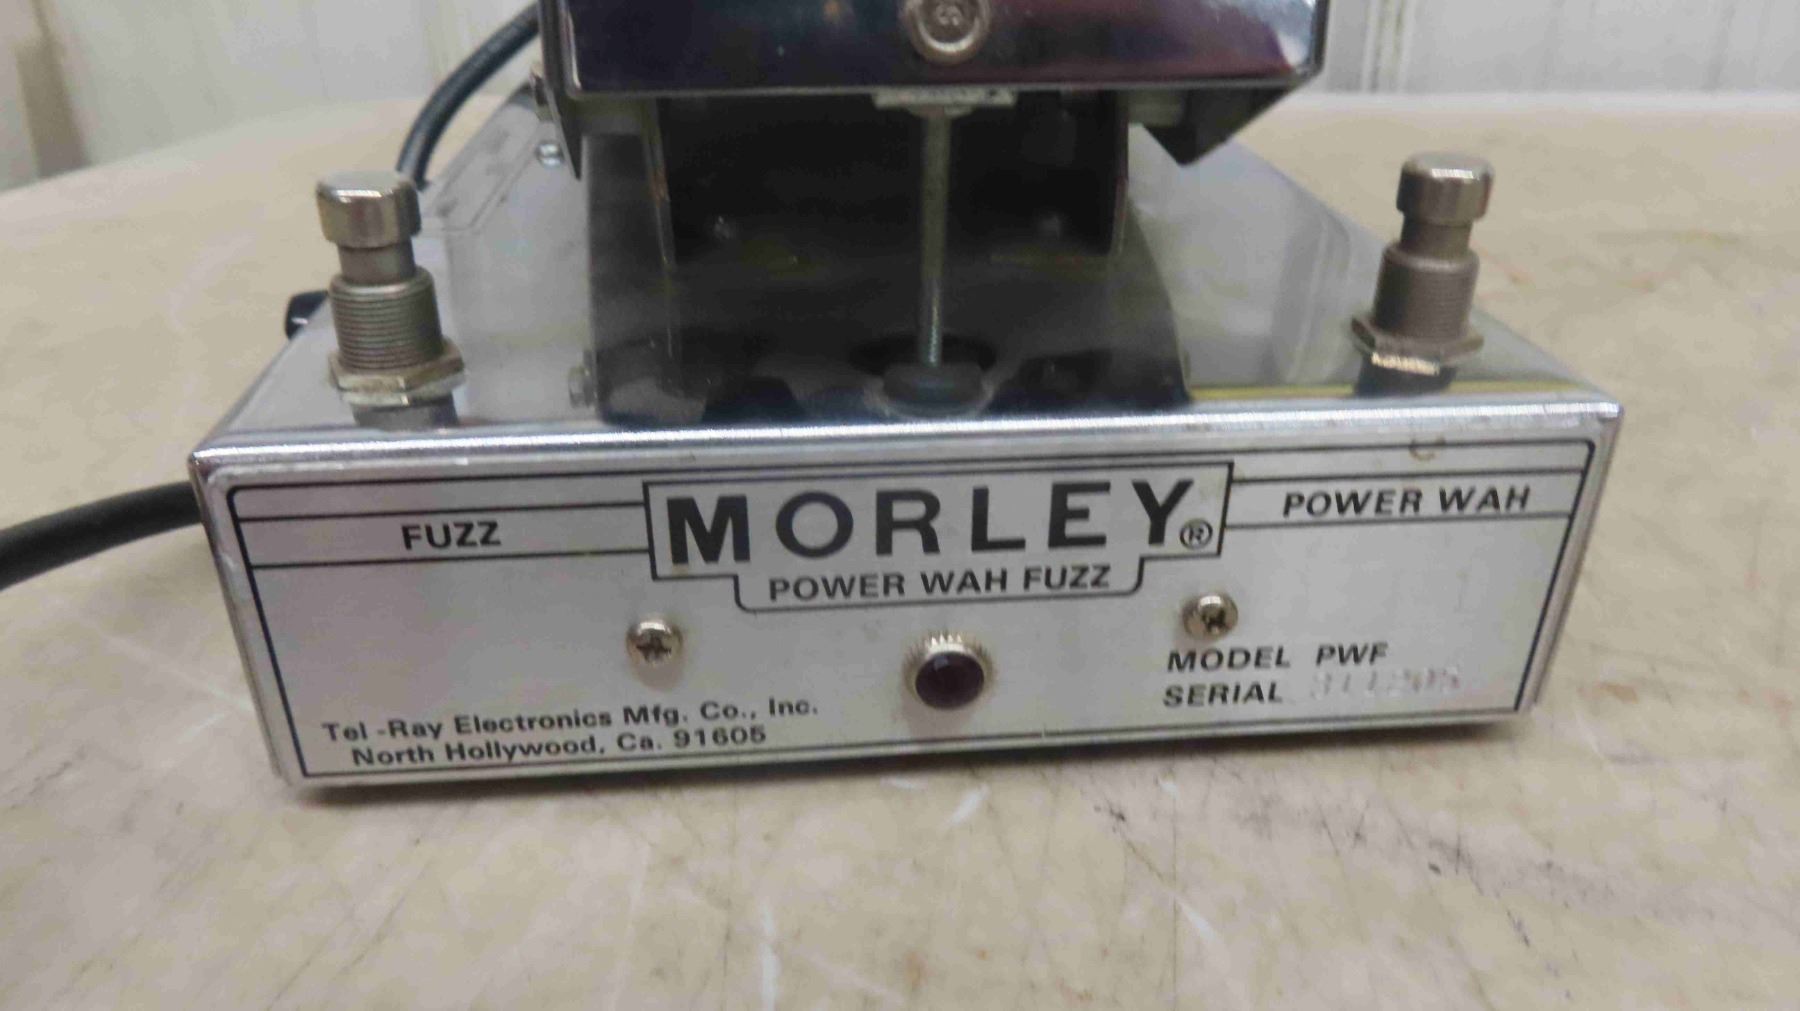 FUZZ
MORLEY®
POWER WAH
POWER WAH FUZZ
MODEL PWF
SERIAL
Tel-Ray Electronics Mfg. Co., Inc.
North Hollywood, Ca. 91605